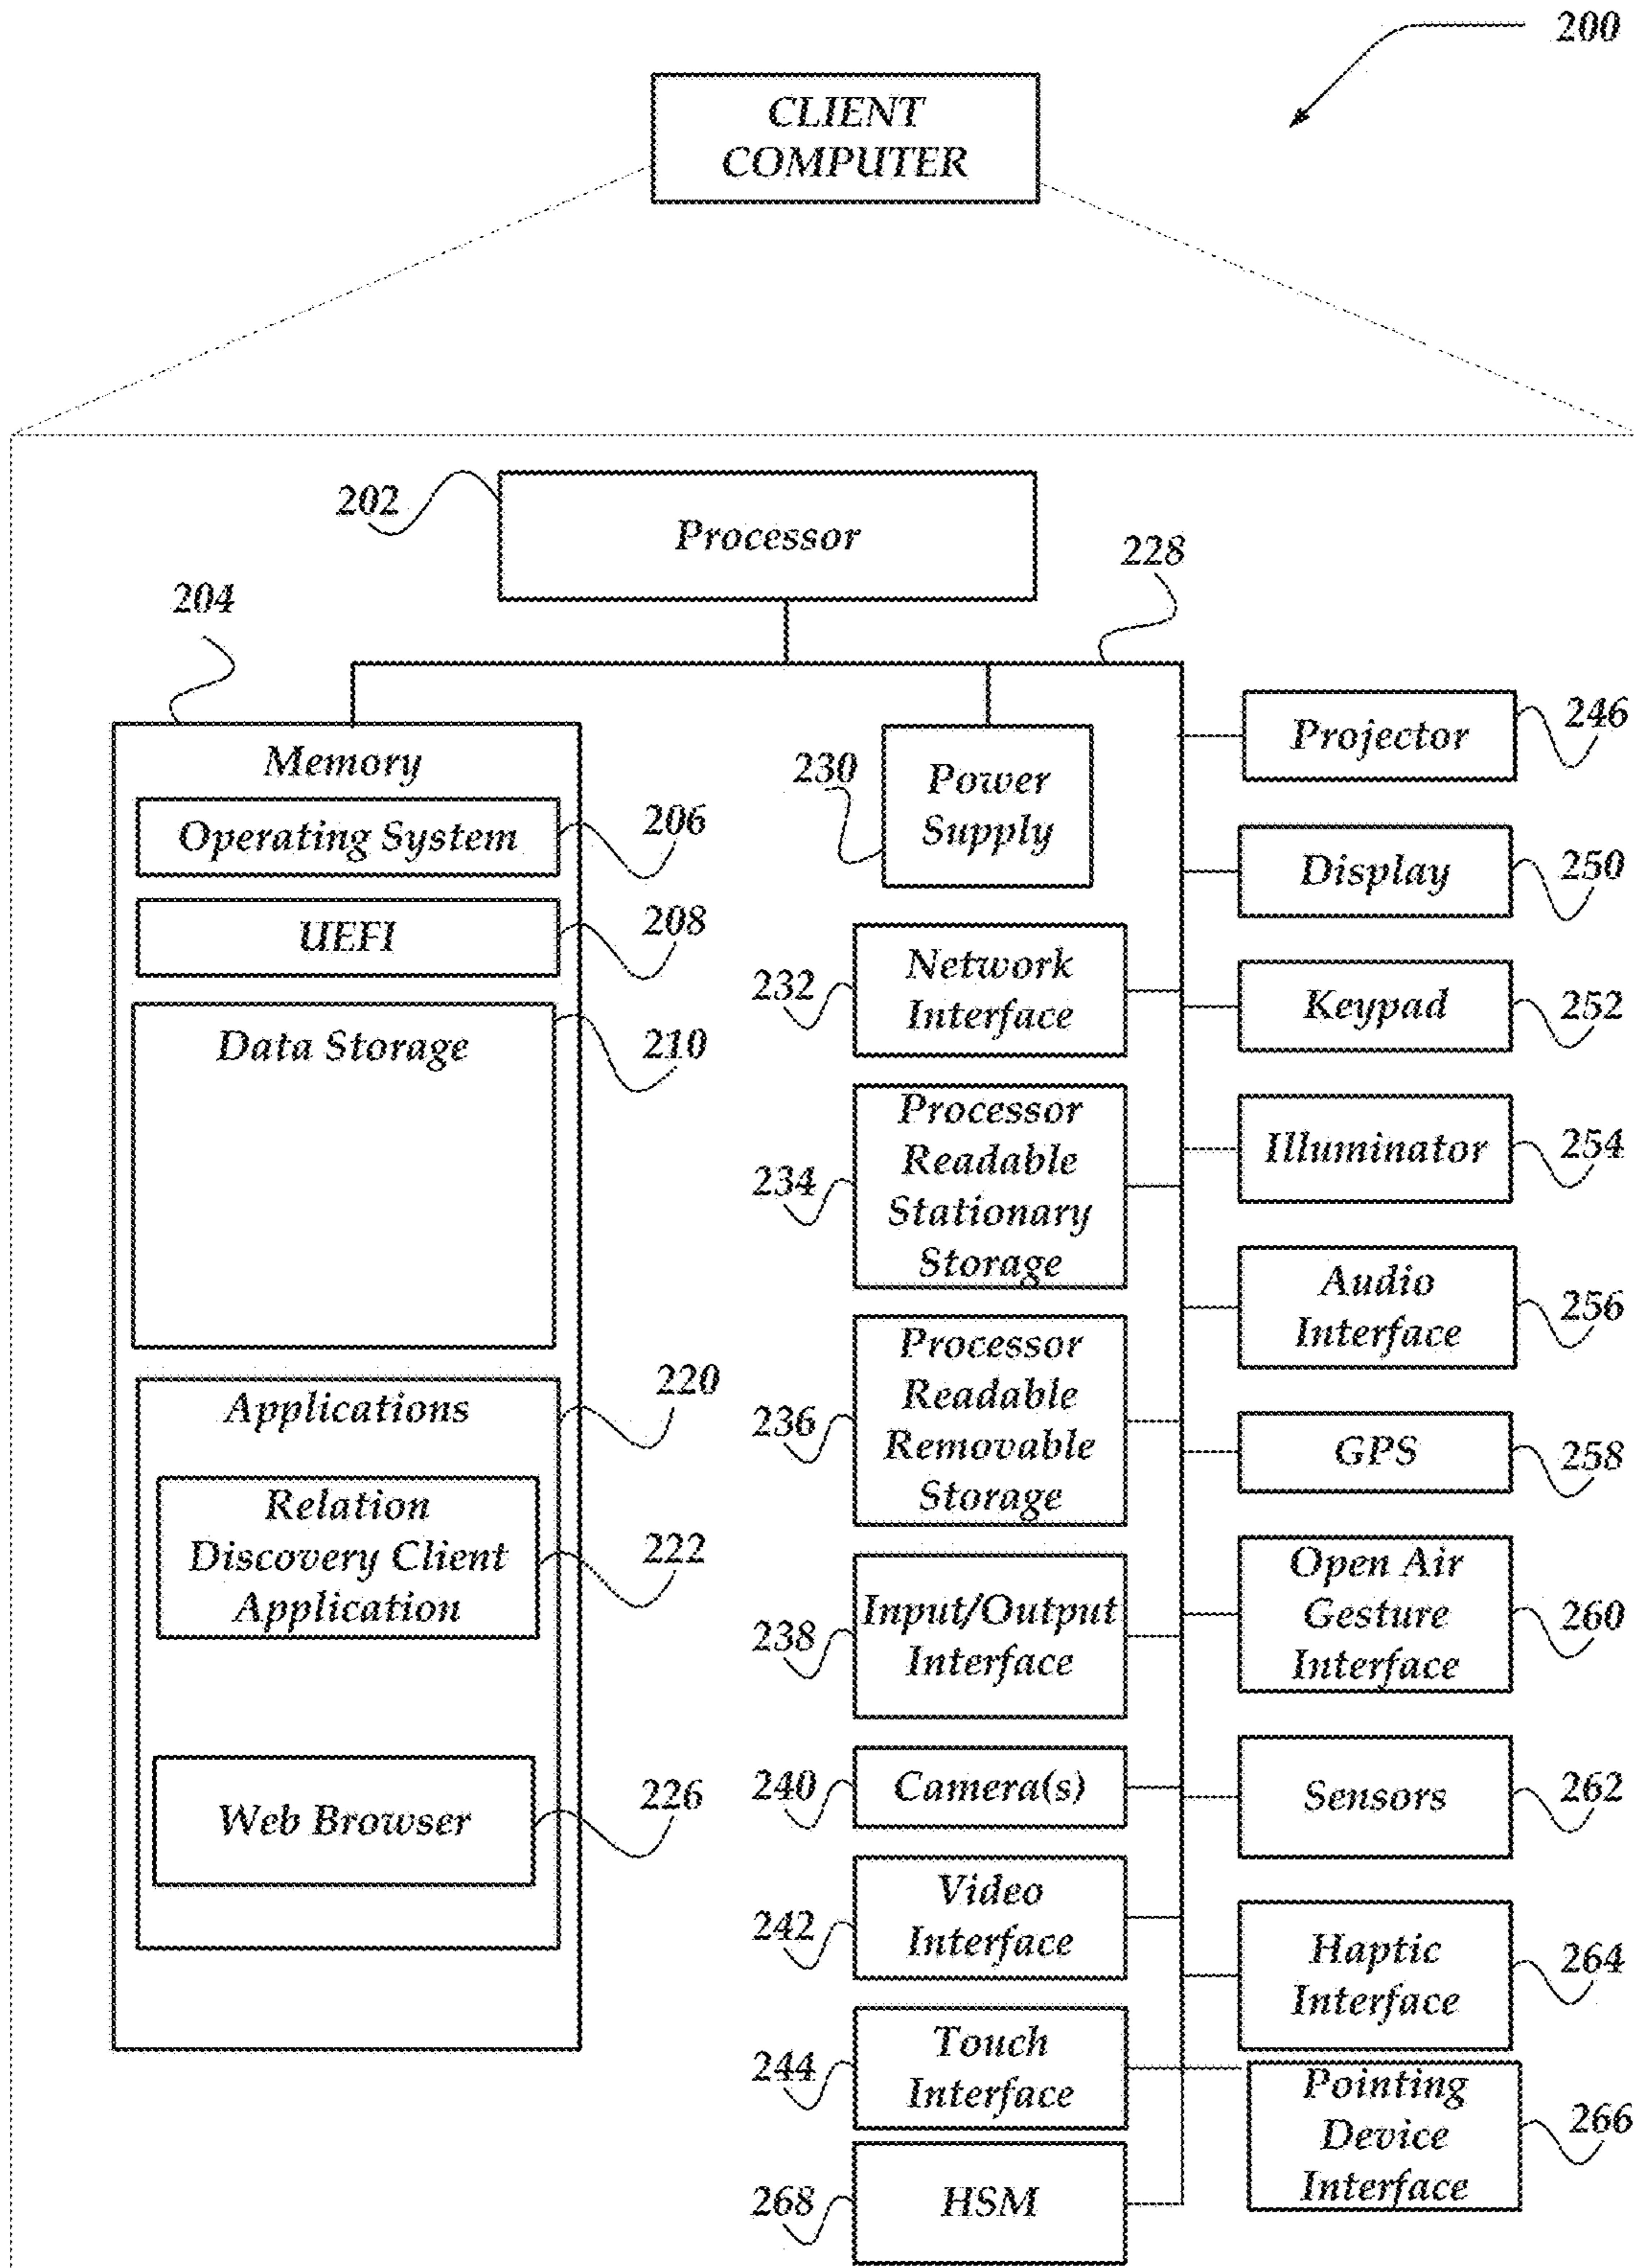 200
CLIENT
COMPUTER
202
Processor
228
204
Memory
Operating System
206
UEFI
208
Data Storage
210
Applications
220
Relation
Discovery Client
Application
222
Web Browser
226
230
Power
Supply
232
Network
Interface
234
Processor
Readable
Stationary
Storage
236
Processor
Readable
Removable
Storage
238
Input/Output
Interface
240
Camera(s)
242
Video
Interface
244
Touch
Interface
268
HSM
Projector
246
Display
250
Keypad
252
Illuminator
254
Audio
Interface
256
GPS
258
Open Air
Gesture
Interface
260
Sensors
262
Haptic
Interface
264
Pointing
Device
Interface
266